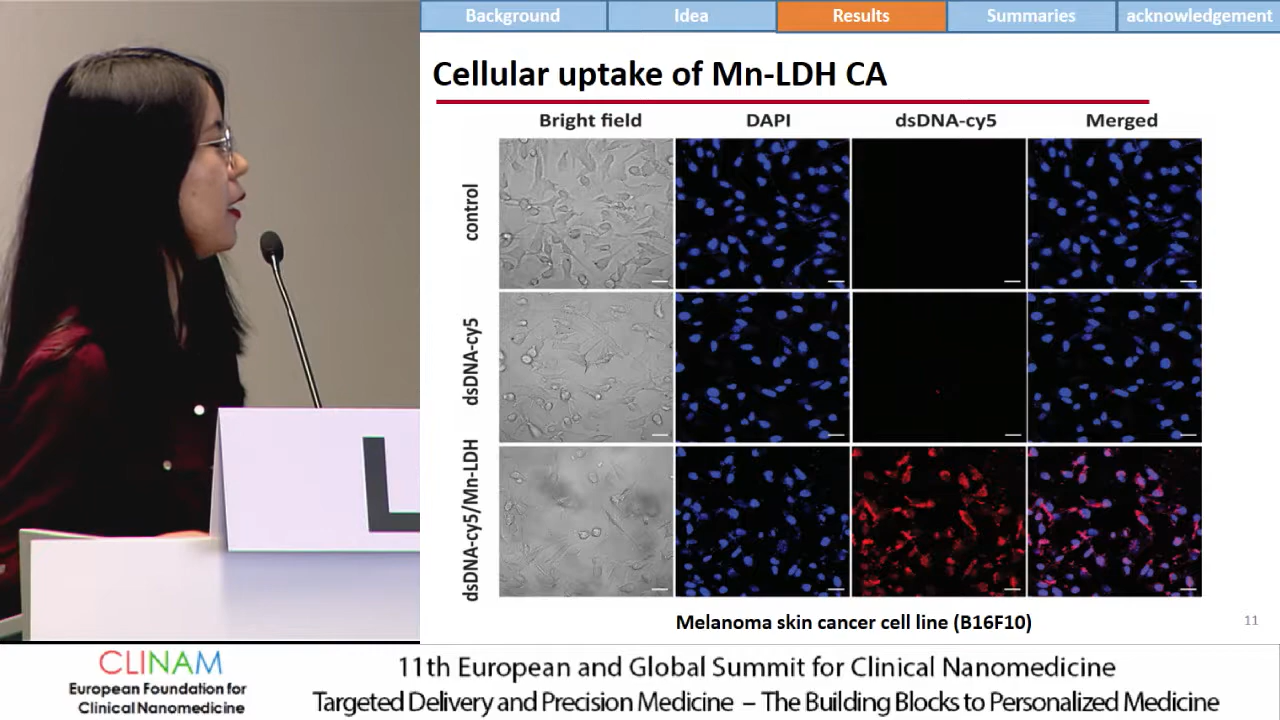 Background
Idea
Results
Summaries
acknowledgement
Cellular uptake of Mn-LDH CA
Bright field
DAPI
dsDNA-cy5
Merged
control
dsDNA-cy5
dsDNA-cy5/Mn-LDH
Melanoma skin cancer cell line (B16F10)
11
L
CLINAM
European Foundation for
Clinical Nanomedicine
11th European and Global Summit for Clinical Nanomedicine
Targeted Delivery and Precision Medicine – The Building Blocks to Personalized Medicine